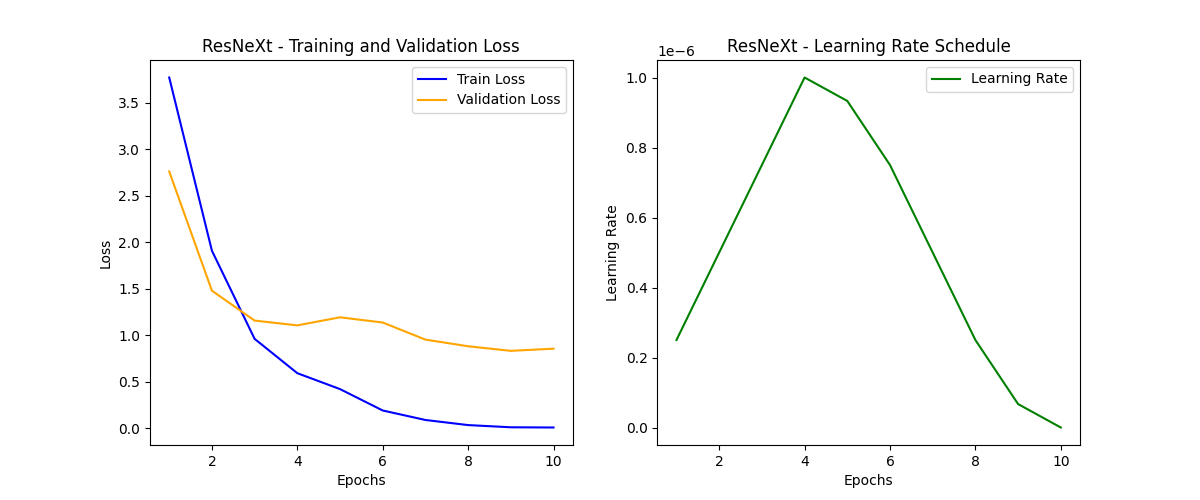 ResNeXt - Training and Validation Loss
Train Loss
Validation Loss
3.5
3.0
2.5
2.0
1.5
1.0
0.5
0.0
Loss
2 4 6 8 10
Epochs
ResNeXt - Learning Rate Schedule
1e−6
Learning Rate
1.0
0.8
0.6
0.4
0.2
0.0
Learning Rate
2 4 6 8 10
Epochs